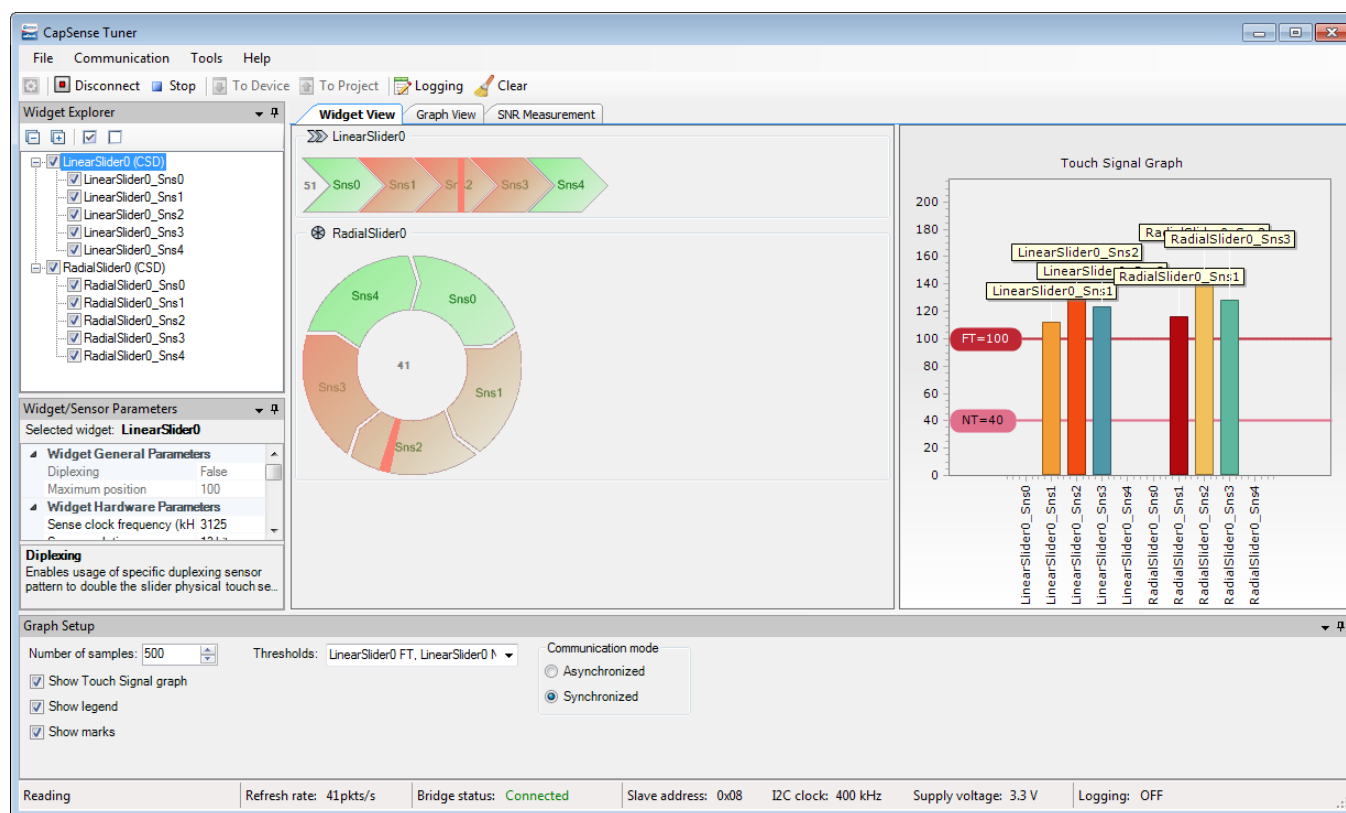 CapSense Tuner
File Communication Tools Help
Disconnect Stop To Device To Project Logging Clear
Widget Explorer
LinearSlider0 (CSD)
LinearSlider0_Sns0
LinearSlider0_Sns1
LinearSlider0_Sns2
LinearSlider0_Sns3
LinearSlider0_Sns4
RadialSlider0 (CSD)
RadialSlider0_Sns0
RadialSlider0_Sns1
RadialSlider0_Sns2
RadialSlider0_Sns3
RadialSlider0_Sns4
Widget/Sensor Parameters
Selected widget: LinearSlider0
Widget General Parameters
Diplexing False
Maximum position 100
Widget Hardware Parameters
Sense clock frequency (kH 3125
Diplexing
Enables usage of specific duplexing sensor
pattern to double the slider physical touch se...
Widget View Graph View SNR Measurement
LinearSlider0
51 Sns0 Sns1 Sns2 Sns3 Sns4
RadialSlider0
Sns4 Sns0
41
Sns3 Sns1
Sns2
Touch Signal Graph
200
180
160
140
120
100
80
60
40
20
0
FT=100
NT=40
RadialSlider0_Sns3
LinearSlider0_Sns2
RadialSlider0_Sns1
LinearSlider0_Sns1
LinearSlider0_Sns0
LinearSlider0_Sns1
LinearSlider0_Sns2
LinearSlider0_Sns3
LinearSlider0_Sns4
RadialSlider0_Sns0
RadialSlider0_Sns1
RadialSlider0_Sns2
RadialSlider0_Sns3
RadialSlider0_Sns4
Graph Setup
Number of samples: 500 Thresholds: LinearSlider0 FT, LinearSlider0 N
Communication mode
Asynchronized
Synchronized
Show Touch Signal graph
Show legend
Show marks
Reading Refresh rate: 41pkts/s Bridge status: Connected Slave address: 0x08 I2C clock: 400 kHz Supply voltage: 3.3 V Logging: OFF